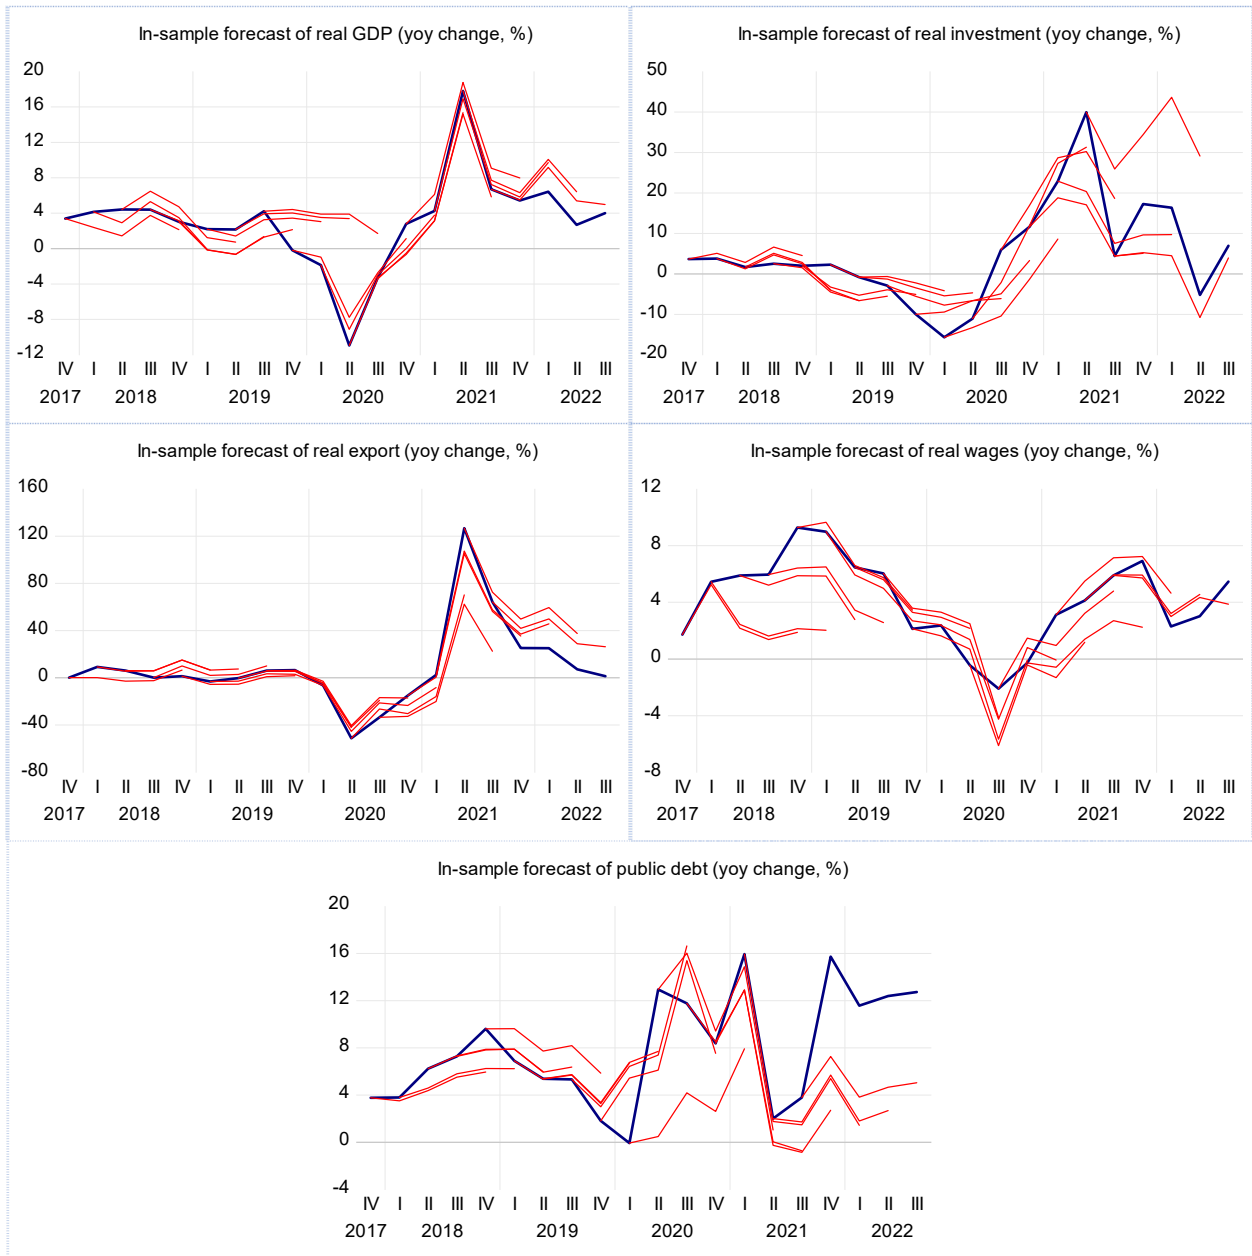 In-sample forecast of real GDP (yoy change, %)
20
16
12
8
4
0
-4
-8
-12
IV I II III IV I II III IV I II III IV I II III IV I II III
2017 2018 2019 2020 2021 2022
In-sample forecast of real investment (yoy change, %)
50
40
30
20
10
0
-10
-20
IV I II III IV I II III IV I II III IV I II III IV I II III
2017 2018 2019 2020 2021 2022
In-sample forecast of real export (yoy change, %)
160
120
80
40
0
-40
-80
IV I II III IV I II III IV I II III IV I II III IV I II III
2017 2018 2019 2020 2021 2022
In-sample forecast of real wages (yoy change, %)
12
8
4
0
-4
-8
IV I II III IV I II III IV I II III IV I II III IV I II III
2017 2018 2019 2020 2021 2022
In-sample forecast of public debt (yoy change, %)
20
16
12
8
4
0
-4
IV I II III IV I II III IV I II III IV I II III IV I II III
2017 2018 2019 2020 2021 2022